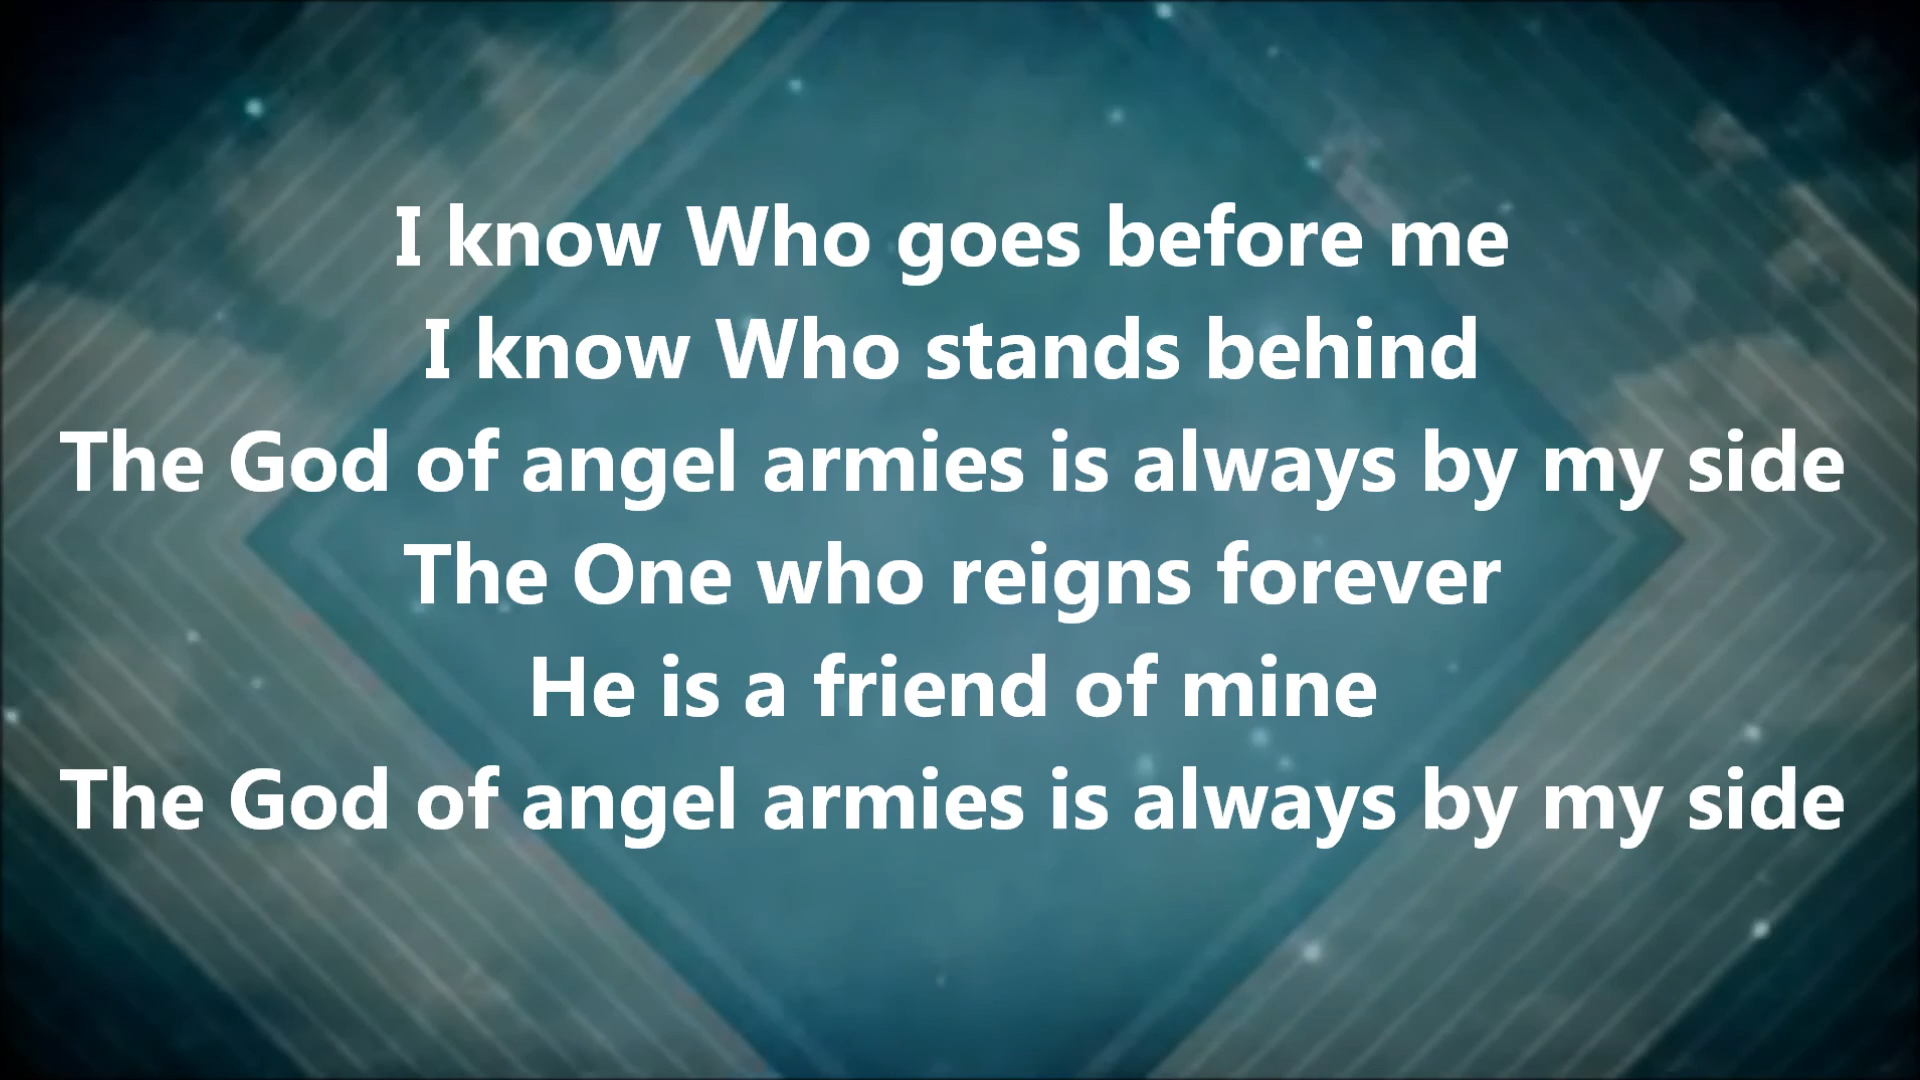 I know Who goes before me
I know Who stands behind
The God of angel armies is always by my side
The One who reigns forever
He is a friend of mine
The God of angel armies is always by my side